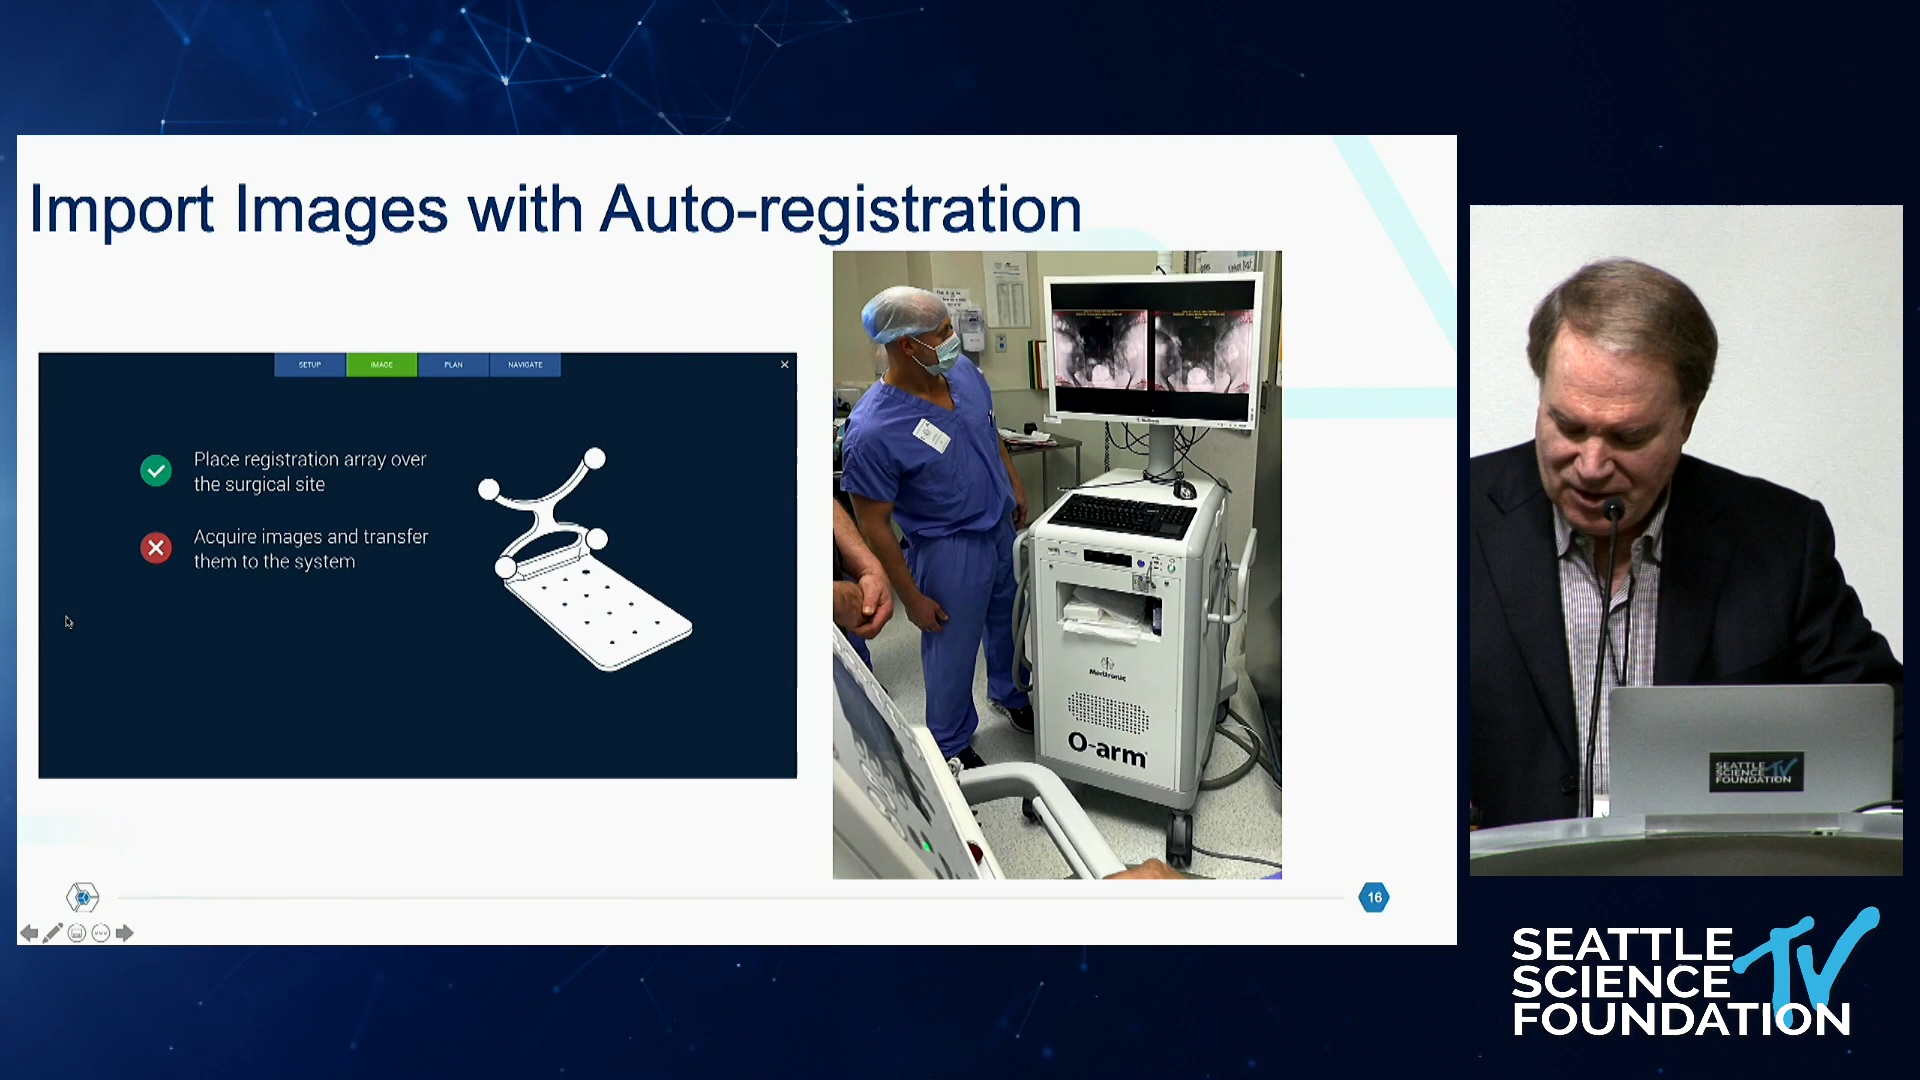 Import Images with Auto-registration
SETUP
IMAGE
PLAN
NAVIGATE
Place registration array over
the surgical site
Acquire images and transfer
them to the system
Medtronic
O-arm
16
SEATTLE
SCIENCE
FOUNDATION
TV
SEATTLE
SCIENCE
FOUNDATION
TV